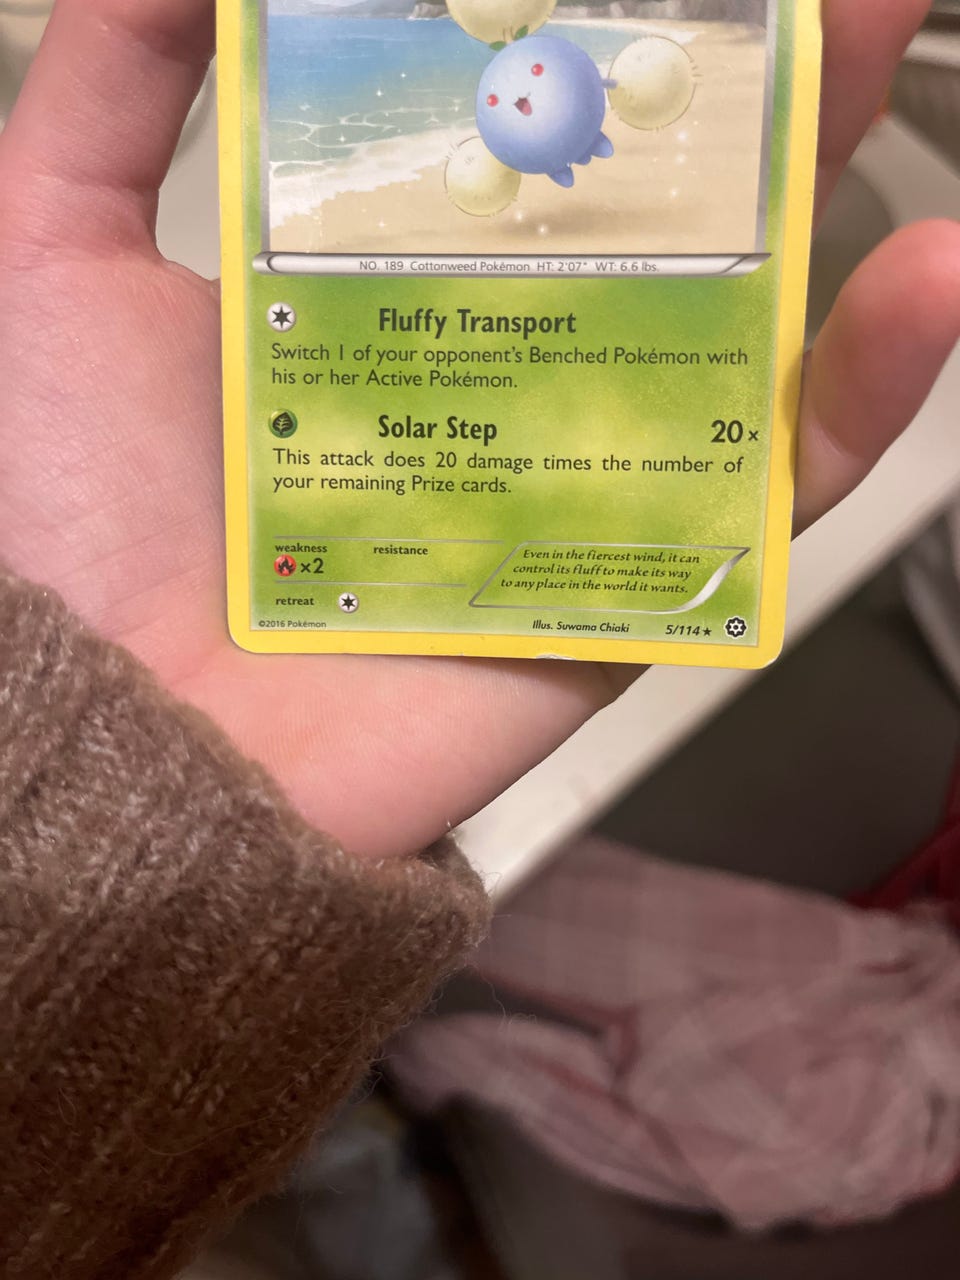 NO. 189 Cottonweed Pokémon HT: 2'07" WT: 6.6 lbs.
Fluffy Transport
Switch 1 of your opponent's Benched Pokémon with
his or her Active Pokémon.
Solar Step 20×
This attack does 20 damage times the number of
your remaining Prize cards.
weakness resistance
×2
retreat
Even in the fiercest wind, it can
control its fluff to make its way
to any place in the world it wants.
©2016 Pokémon Illus. Suwama Chiaki 5/114★